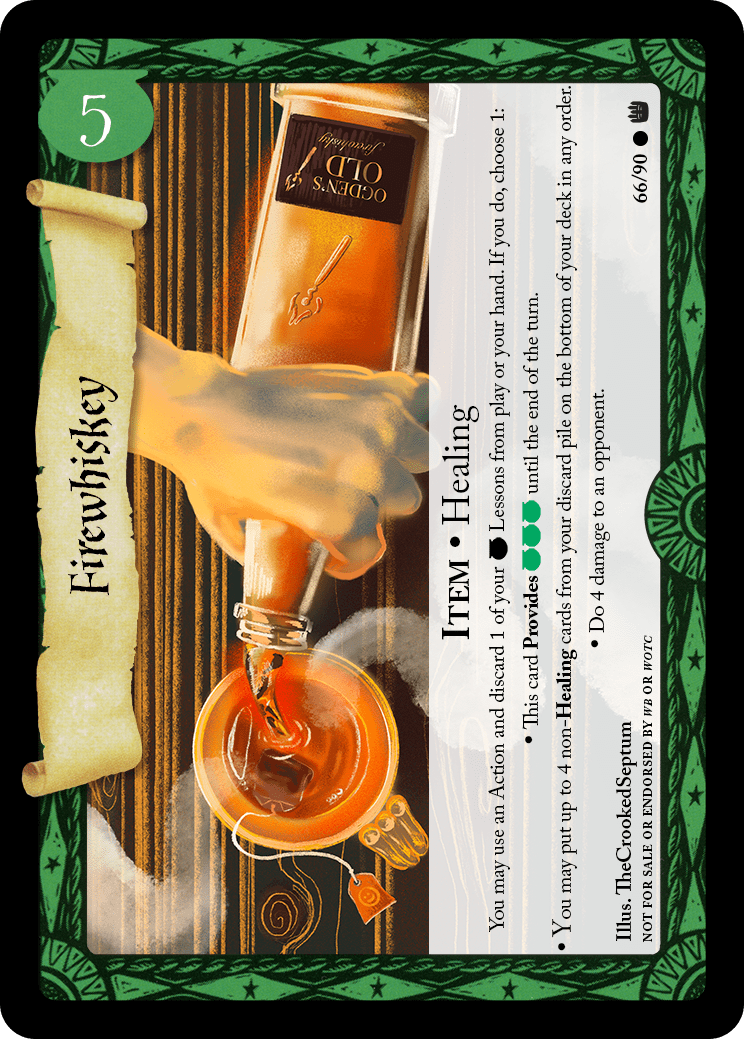 5
Firewhiskey
OGDEN'S
OLD
firewhisky
ITEM • Healing
You may use an Action and discard 1 of your Lessons from play or your hand. If you do, choose 1:
• This card Provides until the end of the turn.
• You may put up to 4 non-Healing cards from your discard pile on the bottom of your deck in any order.
• Do 4 damage to an opponent.
Illus. TheCrookedSeptum
NOT FOR SALE OR ENDORSED BY WB OR WOTC
66/90